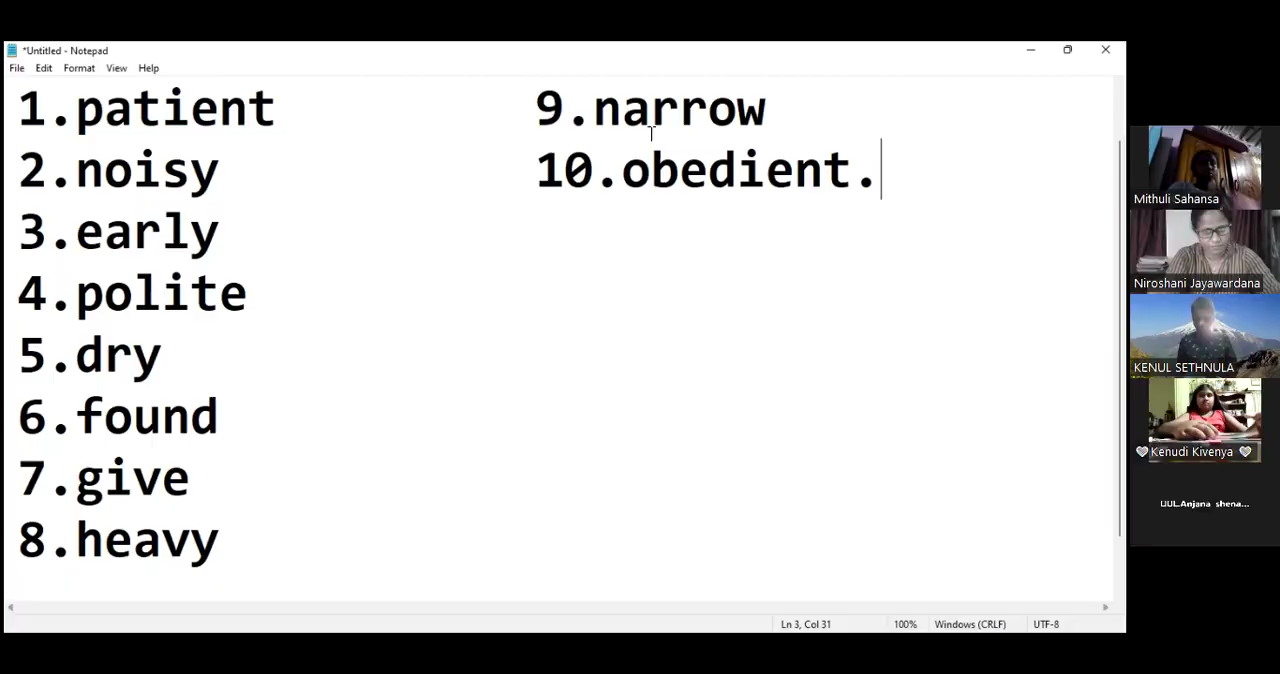 *Untitled - Notepad
File Edit Format View Help
1.patient 9.narrow
2.noisy 10.obedient.
3.early
4.polite
5.dry
6.found
7.give
8.heavy
Ln 3, Col 31 100% Windows (CRLF) UTF-8
Mithuli Sahansa
Niroshani Jayawardana
KENUL SETHNULA
🤍Kenudi Kivenya 🤍
Anjana shena...